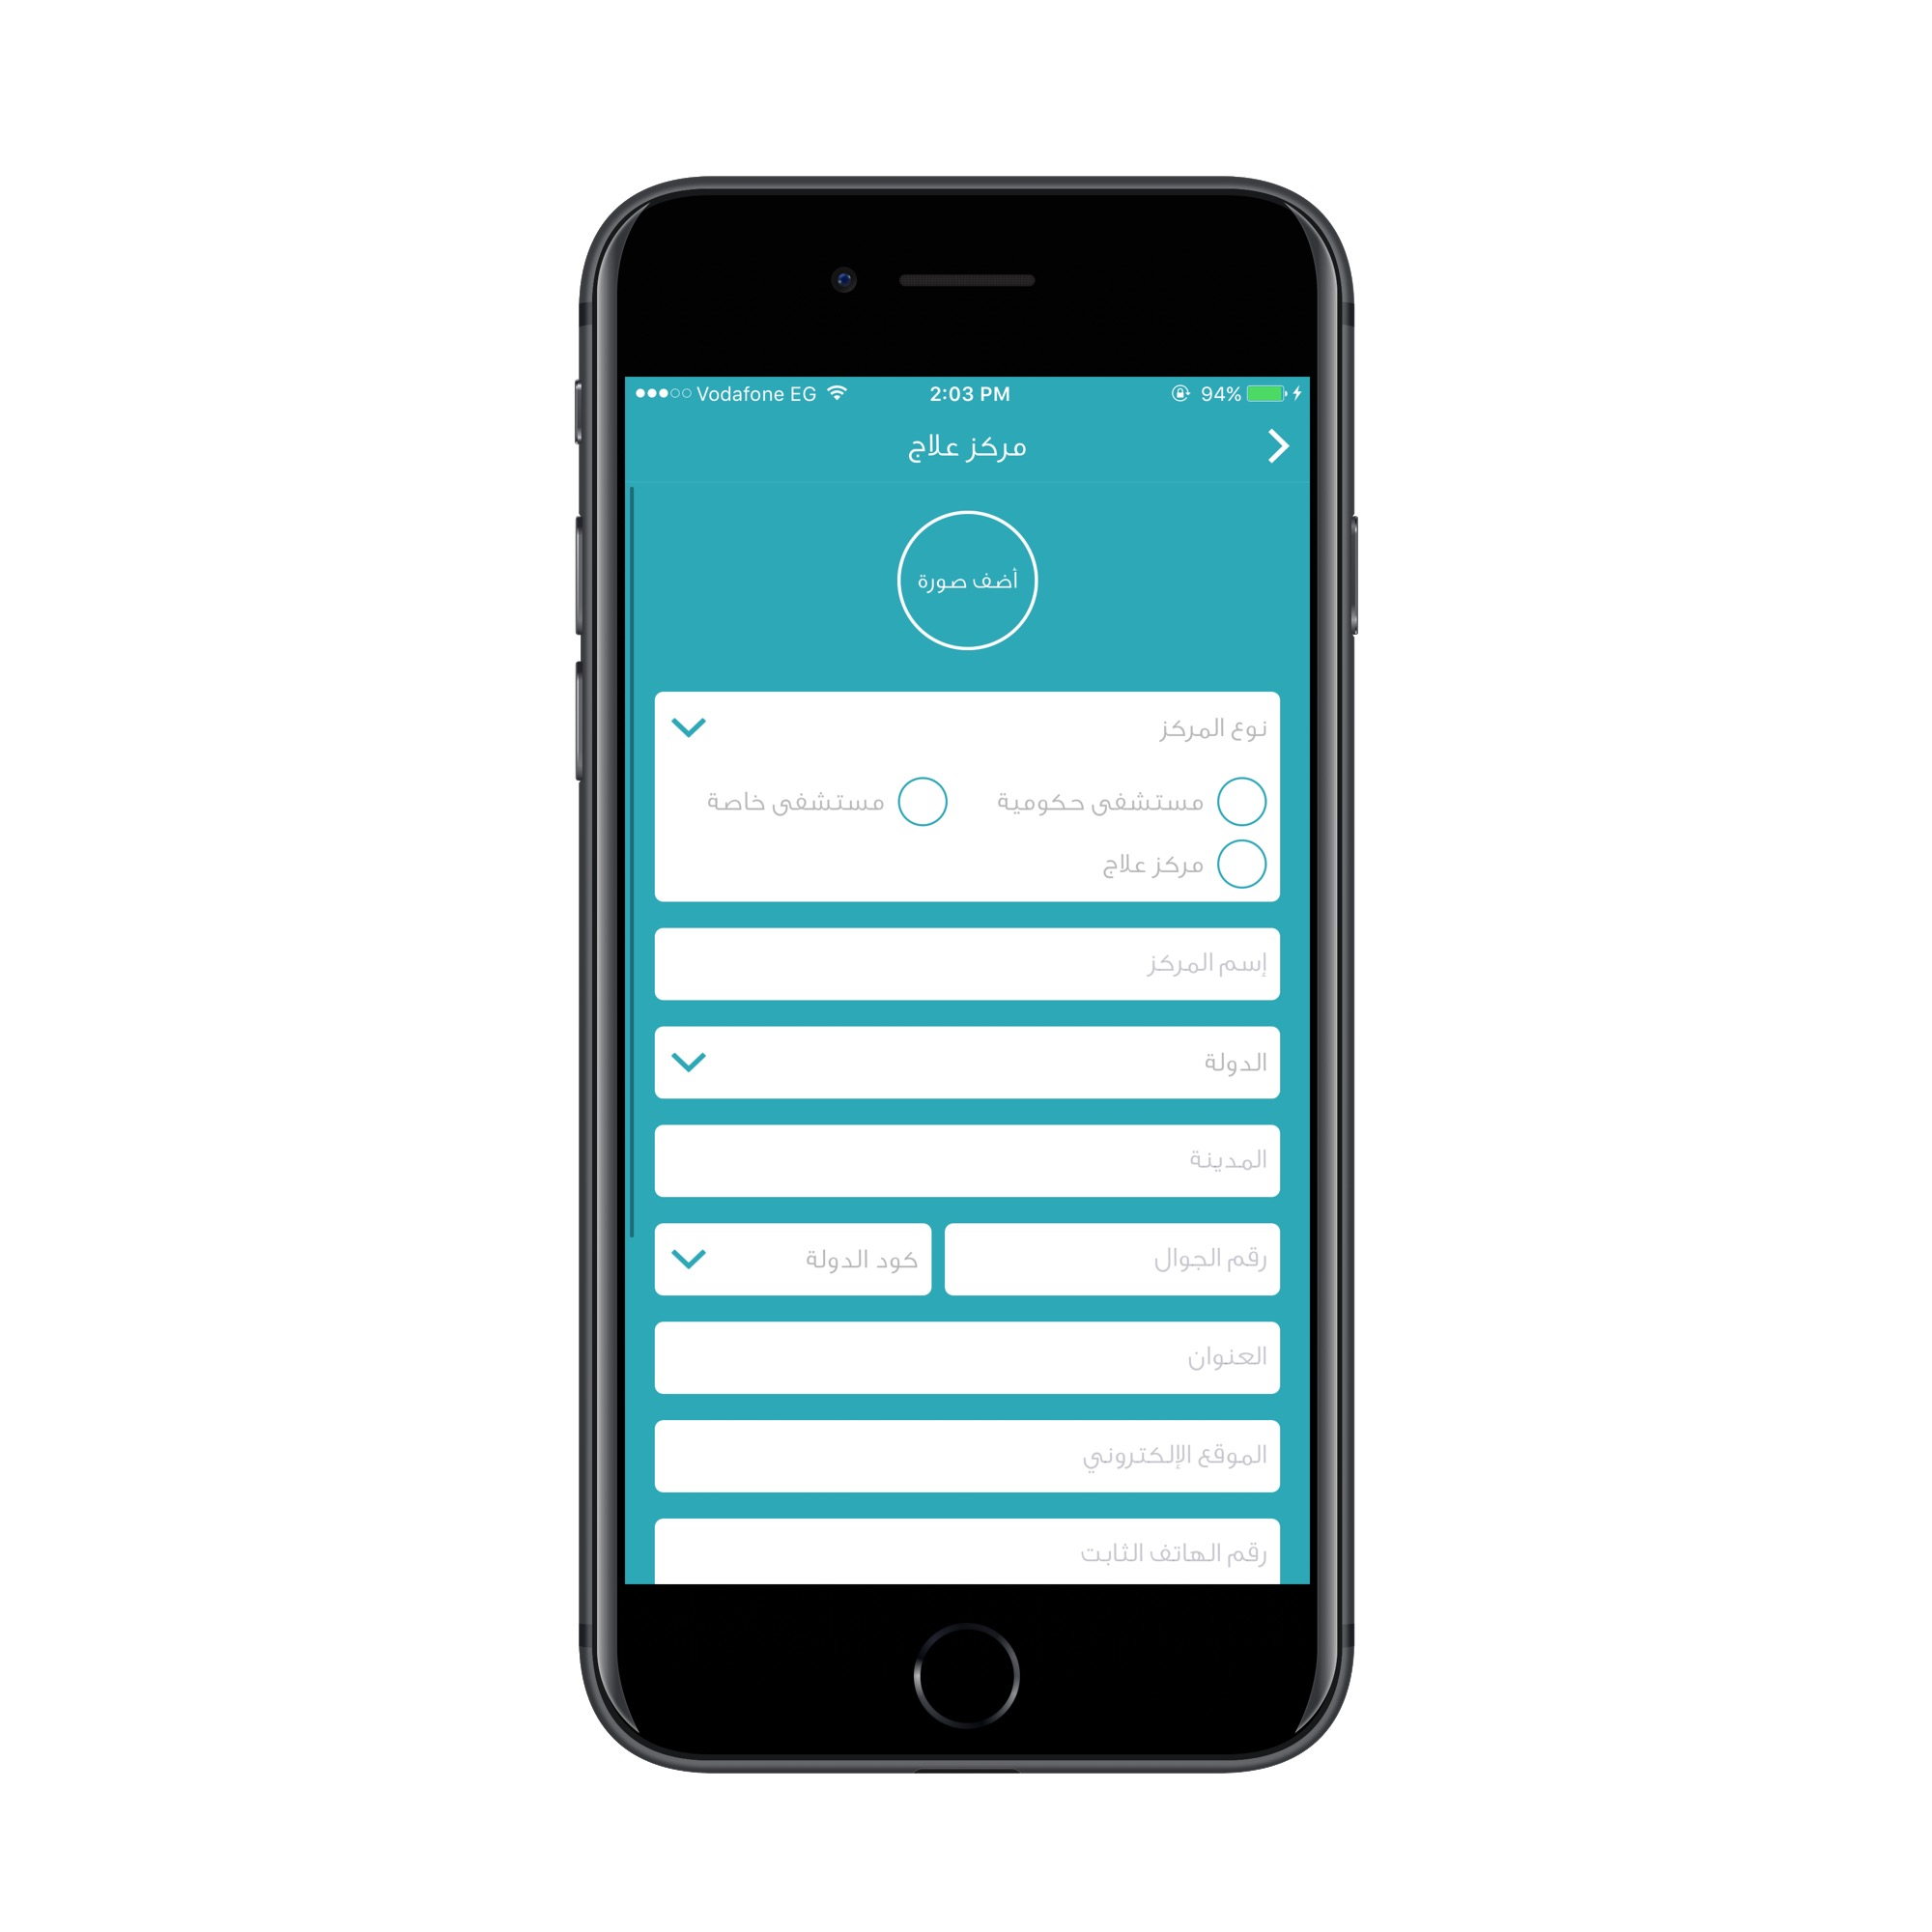 Vodafone EG 2:03 PM 94%
مركز علاج
أضف صورة
نوع المركز
مستشفى حكومية مستشفى خاصة
مركز علاج
إسم المركز
الدولة
المدينة
رقم الجوال كود الدولة
العنوان
الموقع الإلكتروني
رقم الهاتف الثابت